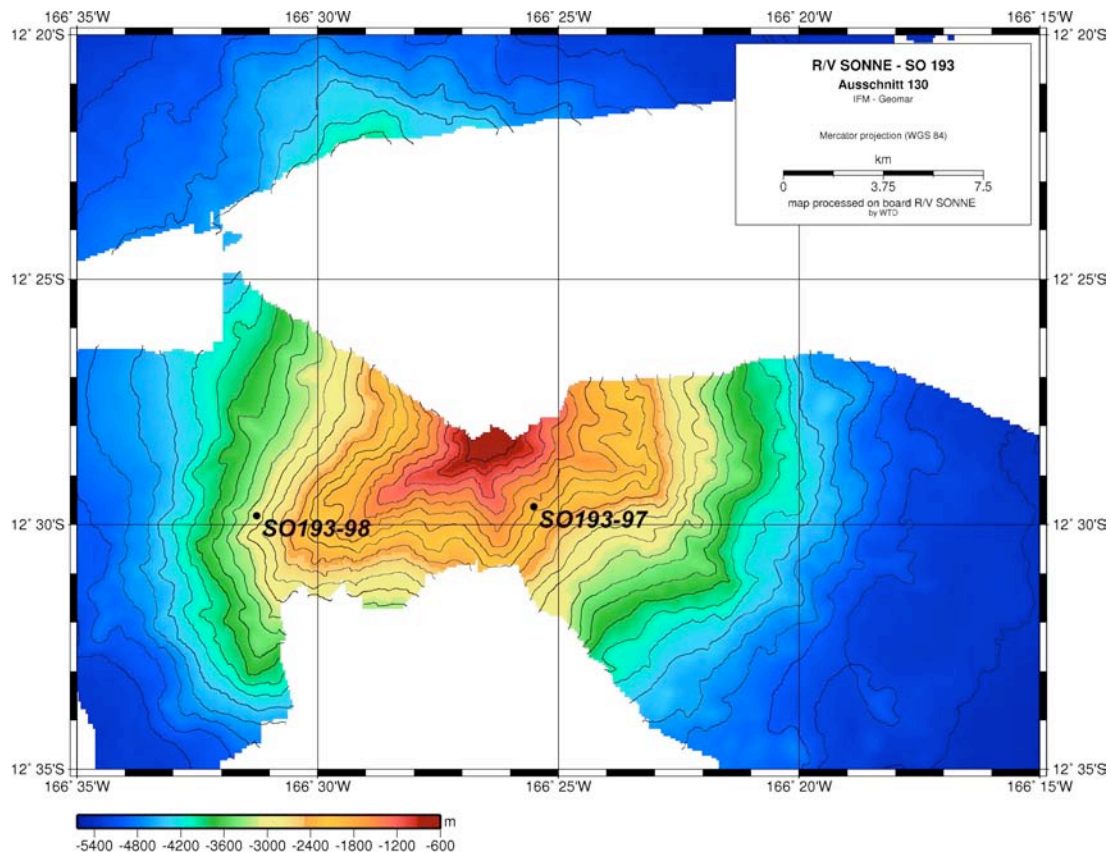 166˚35'W 166˚30'W 166˚25'W 166˚20'W 166˚15'W
12˚20'S 12˚20'S
R/V SONNE - SO 193
Ausschnitt 130
IFM - Geomar
Mercator projection (WGS 84)
km
0 3.75 7.5
map processed on board R/V SONNE
by WTD
12˚25'S 12˚25'S
SO193-97
SO193-98
12˚30'S 12˚30'S
12˚35'S 12˚35'S
166˚35'W 166˚30'W 166˚25'W 166˚20'W 166˚15'W
m
-5400 -4800 -4200 -3600 -3000 -2400 -1800 -1200 -600